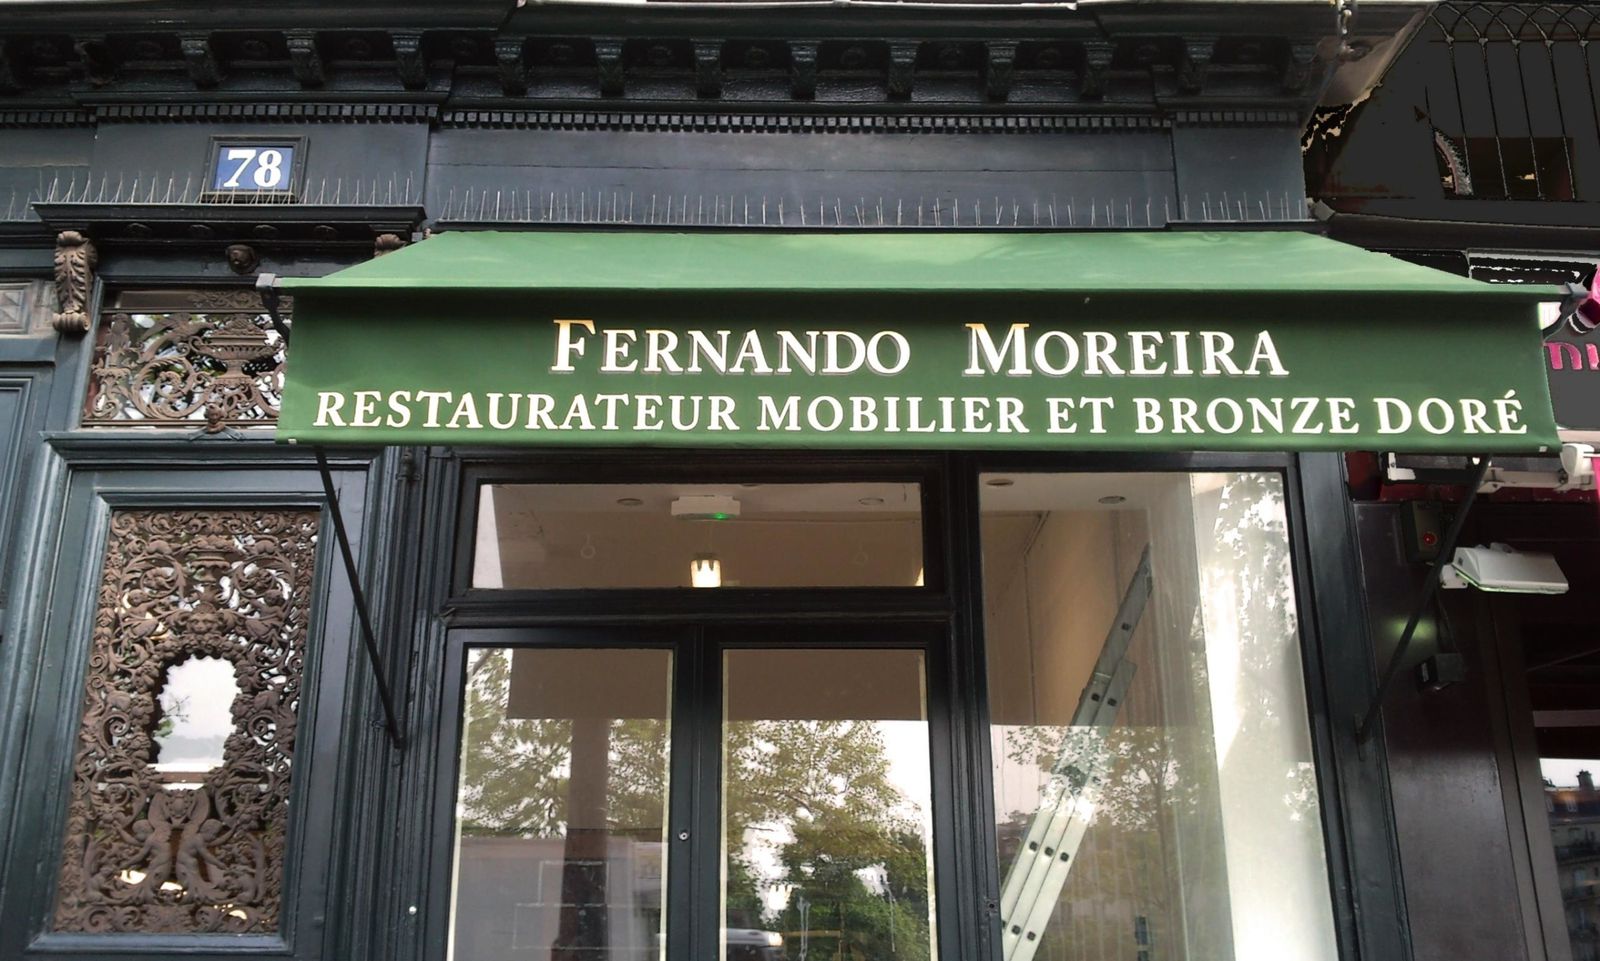 78
FERNANDO MOREIRA
RESTAURATEUR MOBILIER ET BRONZE DORÉ